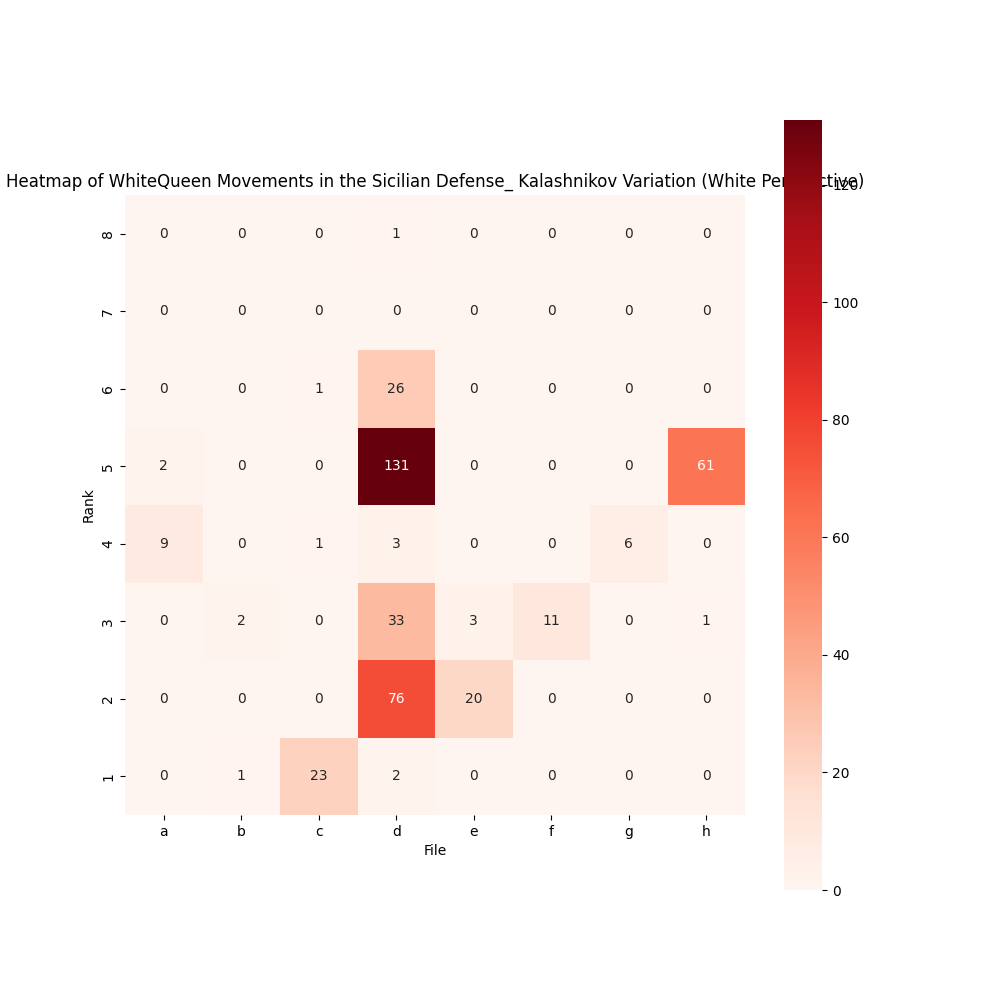 Heatmap of WhiteQueen Movements in the Sicilian Defense_ Kalashnikov Variation (White Perspective)
120
8 0 0 0 1 0 0 0 0
7 0 0 0 0 0 0 0 0
100
6 0 0 1 26 0 0 0 0
80
5 2 0 0 131 0 0 0 61
Rank
60
4 9 0 1 3 0 0 6 0
3 0 2 0 33 3 11 0 1
40
2 0 0 0 76 20 0 0 0
20
1 0 1 23 2 0 0 0 0
a b c d e f g h
File
0